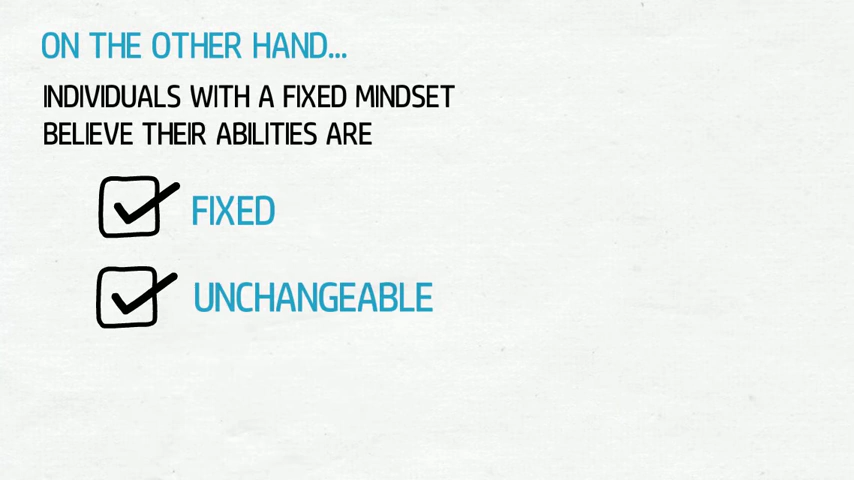 ON THE OTHER HAND...
INDIVIDUALS WITH A FIXED MINDSET
BELIEVE THEIR ABILITIES ARE
FIXED
UNCHANGEABLE